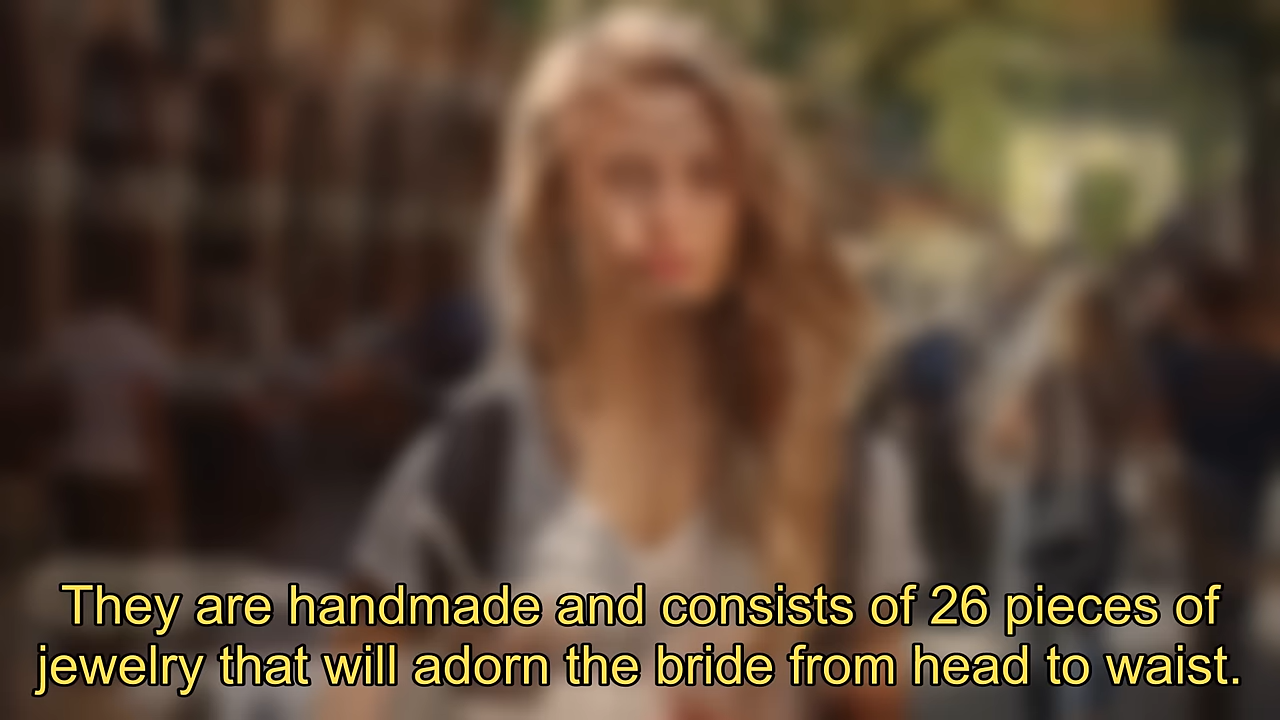 They are handmade and consists of 26 pieces of
jewelry that will adorn the bride from head to waist.